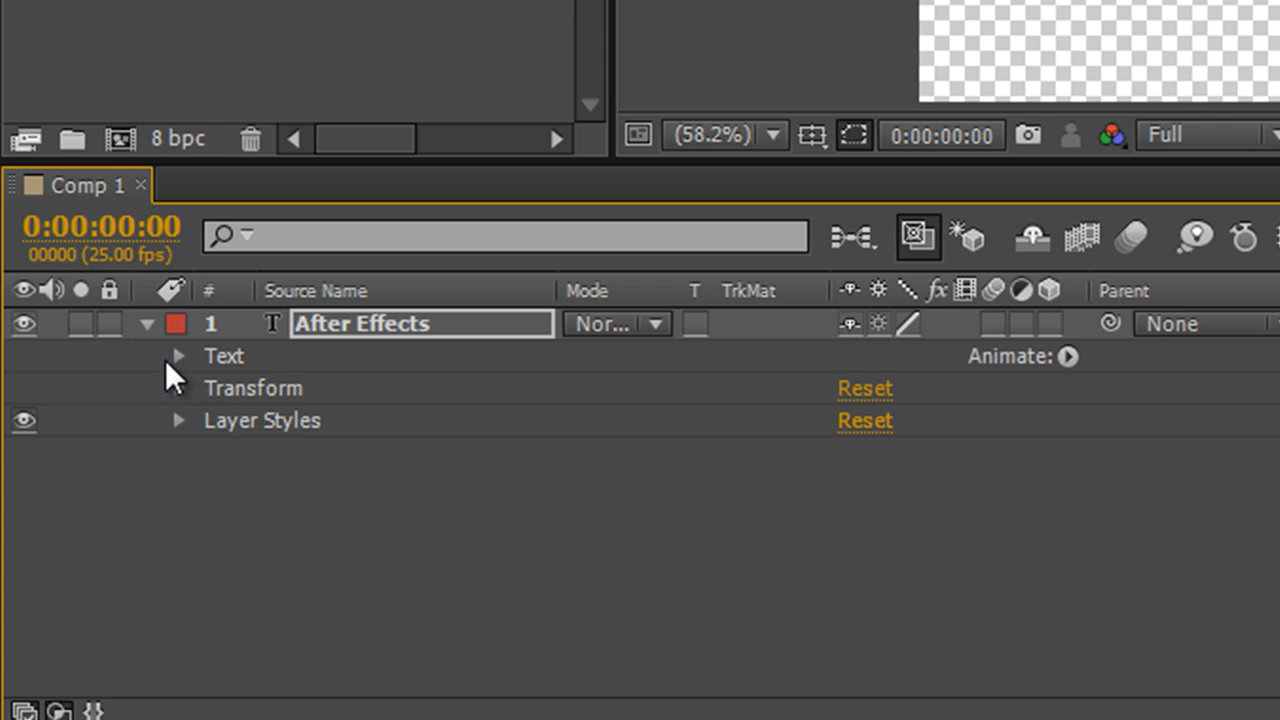 8 bpc
(58.2%) 0:00:00:00 Full
Comp 1 ×
0:00:00:00
00000 (25.00 fps)
# Source Name Mode T TrkMat fx Parent
1 T After Effects Nor... None
Text Animate:
Transform Reset
Layer Styles Reset